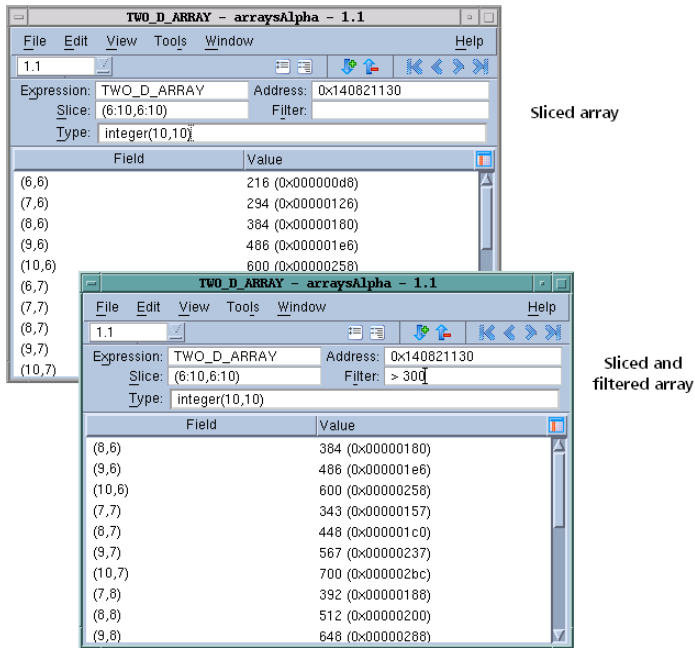 TWO_D_ARRAY - arraysAlpha - 1.1
File Edit View Tools Window Help
1.1
Expression: TWO_D_ARRAY Address: 0x140821130
Slice: (6:10,6:10) Filter:
Type: integer(10,10)
Field Value
(6,6) 216 (0x000000d8)
(7,6) 294 (0x00000126)
(8,6) 384 (0x00000180)
(9,6) 486 (0x000001e6)
(10,6) 600 (0x00000258)
(6,7)
(7,7)
(8,7)
(9,7)
(10,7)
Sliced array
TWO_D_ARRAY - arraysAlpha - 1.1
File Edit View Tools Window Help
1.1
Expression: TWO_D_ARRAY Address: 0x140821130
Slice: (6:10,6:10) Filter: > 300
Type: integer(10,10)
Field Value
(8,6) 384 (0x00000180)
(9,6) 486 (0x000001e6)
(10,6) 600 (0x00000258)
(7,7) 343 (0x00000157)
(8,7) 448 (0x000001c0)
(9,7) 567 (0x00000237)
(10,7) 700 (0x000002bc)
(7,8) 392 (0x00000188)
(8,8) 512 (0x00000200)
(9,8) 648 (0x00000288)
Sliced and
filtered array